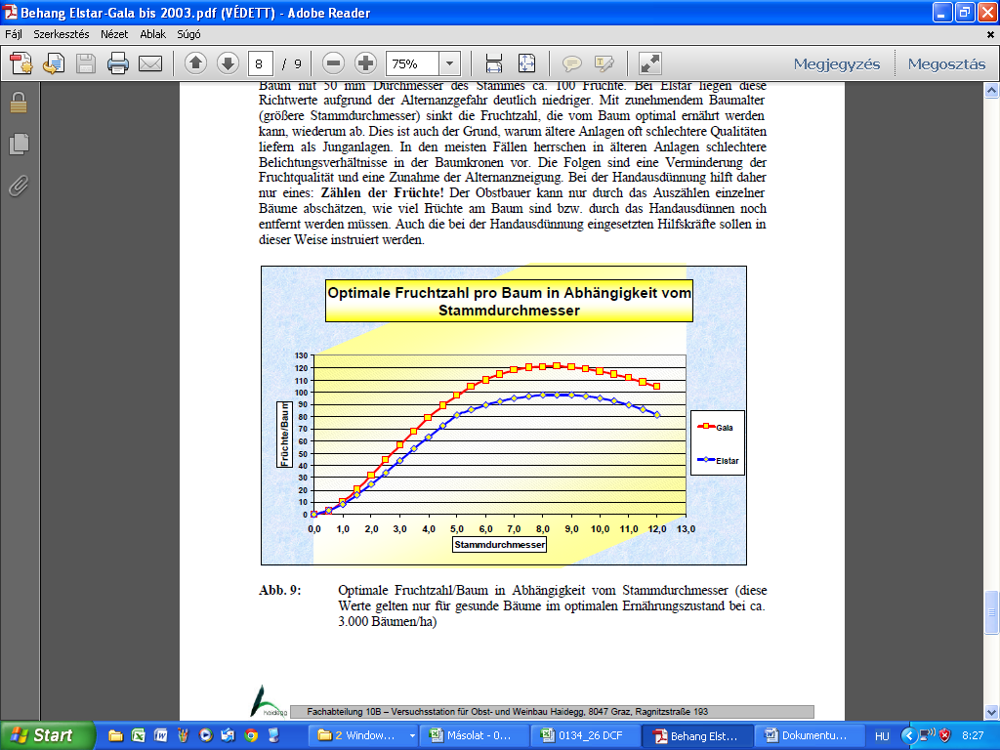 Behang Elstar-Gala bis 2003.pdf (VÉDETT) - Adobe Reader
Fájl Szerkesztés Nézet Ablak Súgó
8 / 9 75% Megjegyzés Megosztás
Baum mit 50 mm Durchmesser des Stammes ca. 100 Früchte. Bei Elstar liegen diese
Richtwerte aufgrund der Alternanzgefahr deutlich niedriger. Mit zunehmendem Baumalter
(größere Stammdurchmesser) sinkt die Fruchtzahl, die vom Baum optimal ernährt werden
kann, wiederum ab. Dies ist auch der Grund, warum ältere Anlagen oft schlechtere Qualitäten
liefern als Junganlagen. In den meisten Fällen herrschen in älteren Anlagen schlechtere
Belichtungsverhältnisse in der Baumkronen vor. Die Folgen sind eine Verminderung der
Fruchtqualität und eine Zunahme der Alternanzneigung. Bei der Handausdünnung hilft daher
nur eines: Zählen der Früchte! Der Obstbauer kann nur durch das Auszählen einzelner
Bäume abschätzen, wie viel Früchte am Baum sind bzw. durch das Handausdünnen noch
entfernt werden müssen. Auch die bei der Handausdünnung eingesetzten Hilfskräfte sollen in
dieser Weise instruiert werden.
Optimale Fruchtzahl pro Baum in Abhängigkeit vom
Stammdurchmesser
130
120
110
100
90
80
70
60
50
40
30
20
10
0
Früchte/Baum
0,0 1,0 2,0 3,0 4,0 5,0 6,0 7,0 8,0 9,0 10,0 11,0 12,0 13,0
Stammdurchmesser
Gala
Elstar
Abb. 9: Optimale Fruchtzahl/Baum in Abhängigkeit vom Stammdurchmesser (diese
Werte gelten nur für gesunde Bäume im optimalen Ernährungszustand bei ca.
3.000 Bäumen/ha)
haidegg
Fachabteilung 10B – Versuchsstation für Obst- und Weinbau Haidegg, 8047 Graz, Ragnitzstraße 193
Start 2 Window... Másolat - 0... 0134_26 DCF Behang Elst... Dokumentu... HU 8:27